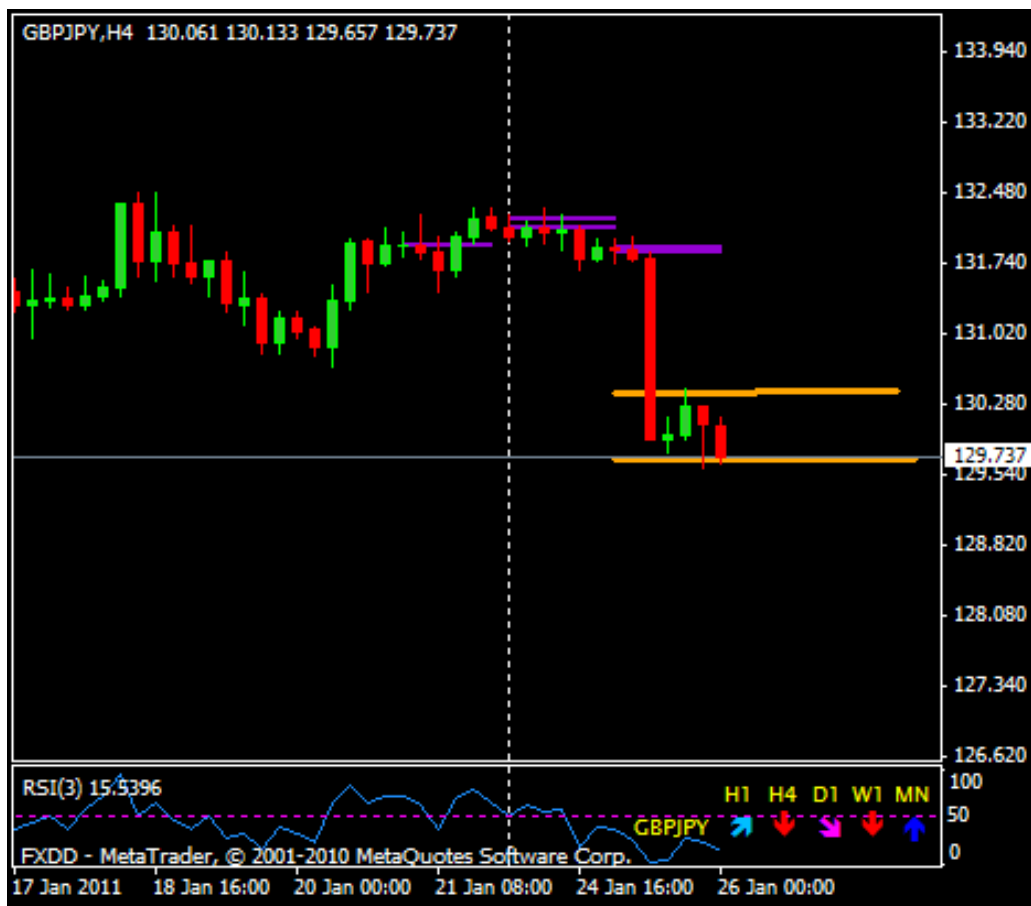 GBPJPY,H4 130.061 130.133 129.657 129.737
133.940
133.220
132.480
131.740
131.020
130.280
129.737
129.540
128.820
128.080
127.340
126.620
RSI(3) 15.5396
100
H1 H4 D1 W1 MN
50
GBPJPY
0
FXDD - MetaTrader, © 2001-2010 MetaQuotes Software Corp.
17 Jan 2011 18 Jan 16:00 20 Jan 00:00 21 Jan 08:00 24 Jan 16:00 26 Jan 00:00